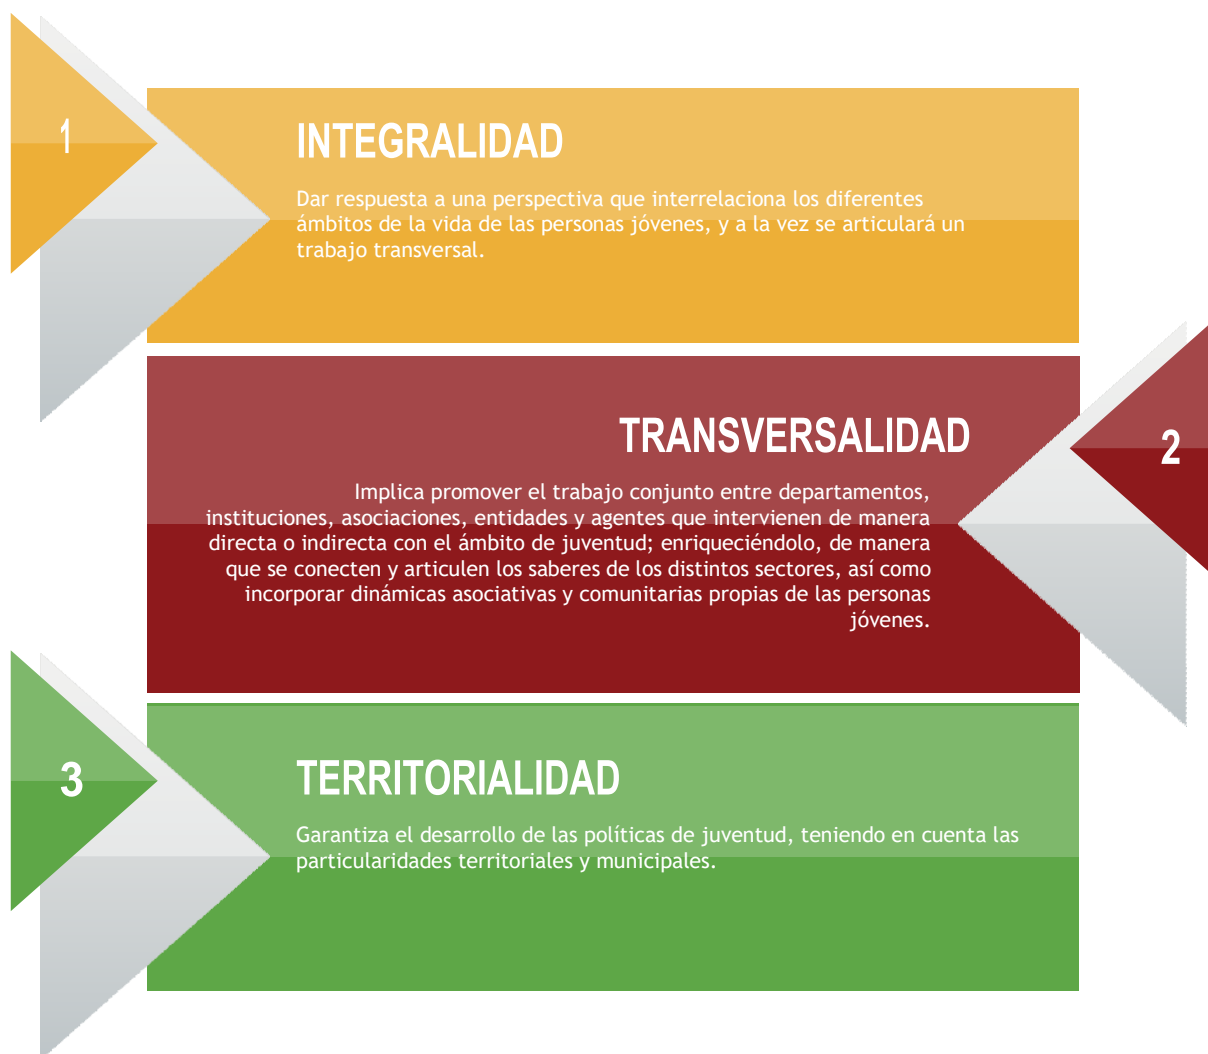 1
INTEGRALIDAD
Dar respuesta a una perspectiva que interrelaciona los diferentes
ámbitos de la vida de las personas jóvenes, y a la vez se articulará un
trabajo transversal.
TRANSVERSALIDAD
2
Implica promover el trabajo conjunto entre departamentos,
instituciones, asociaciones, entidades y agentes que intervienen de manera
directa o indirecta con el ámbito de juventud; enriqueciéndolo, de manera
que se conecten y articulen los saberes de los distintos sectores, así como
incorporar dinámicas asociativas y comunitarias propias de las personas
jóvenes.
3
TERRITORIALIDAD
Garantiza el desarrollo de las políticas de juventud, teniendo en cuenta las
particularidades territoriales y municipales.